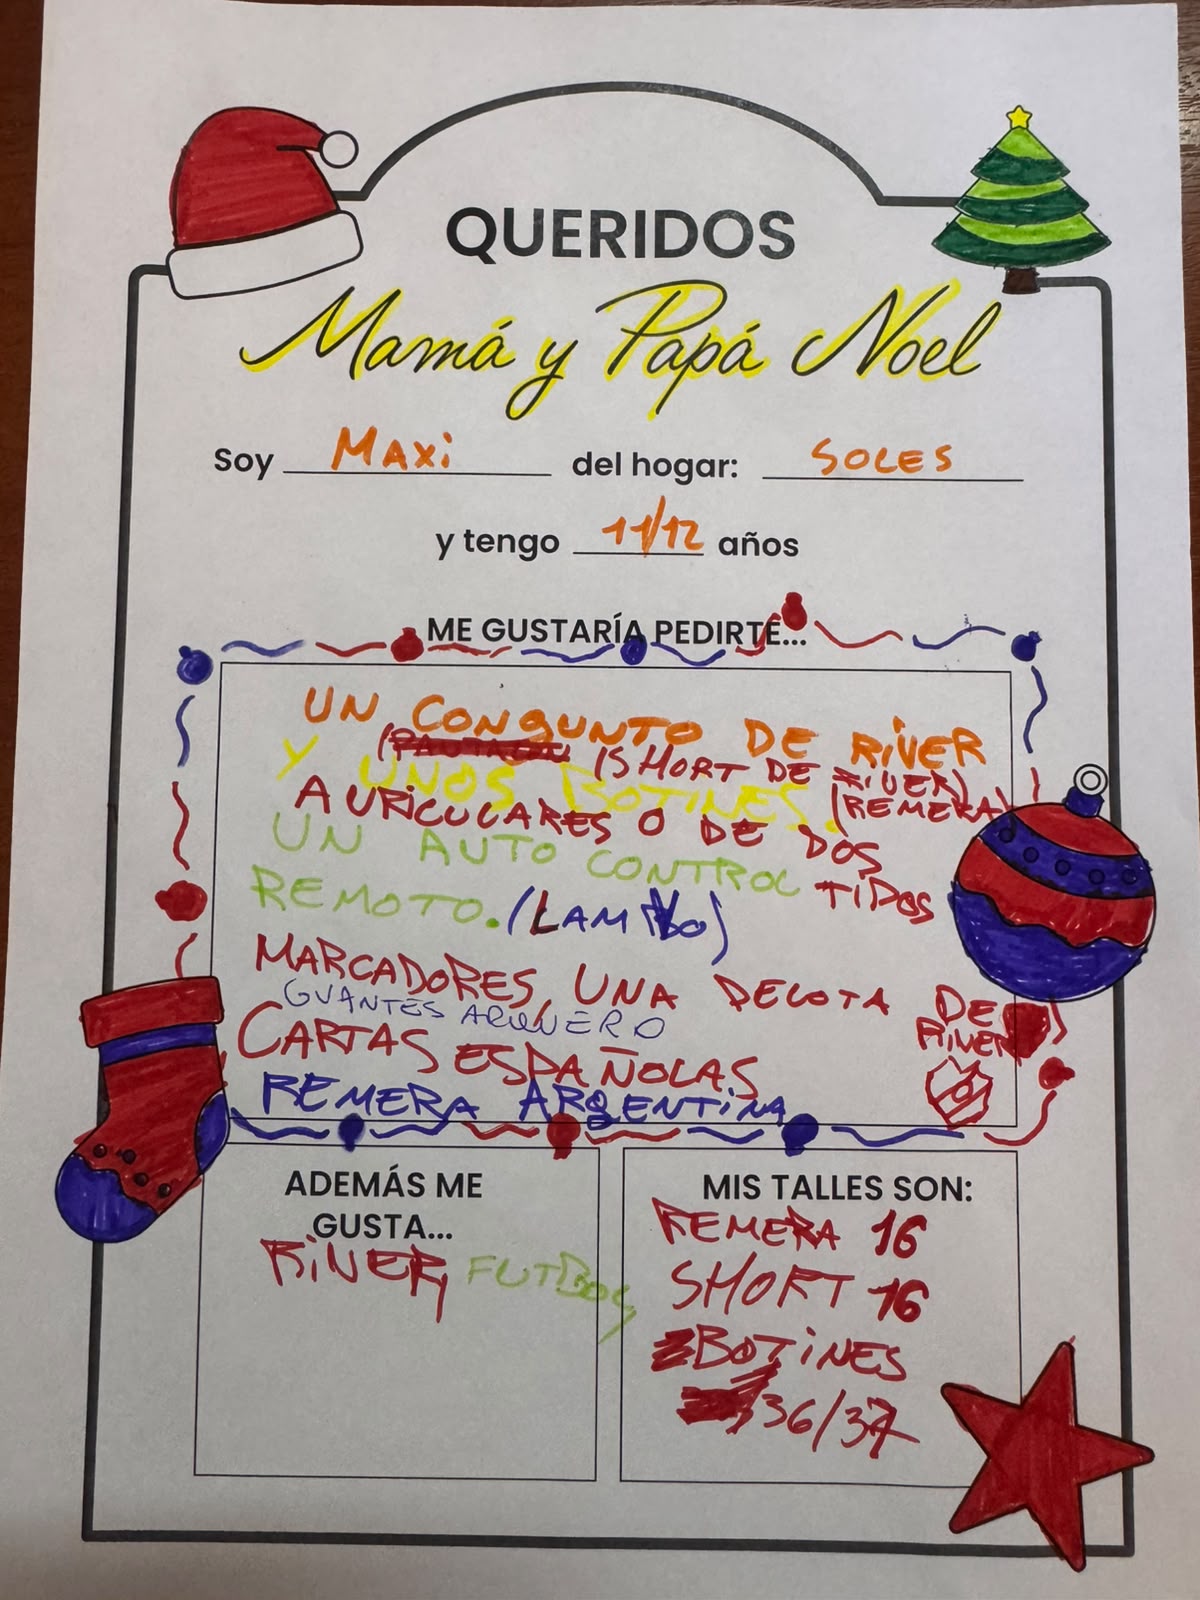 QUERIDOS
Mamá y Papá Noel
Soy MAXi del hogar: SOLES
y tengo 11/12 años
ME GUSTARÍA PEDIRTE...
UN CONGUNTO DE RiVER
(SHORT DE RiVER)
Y UNOS BOTINES. (REMERA)
AURICULARES O DE DOS
TIPOS
UN AUTO CONTROL
REMOTO. (LAMBO)
MARCADORES, UNA PELOTA DE
RiVER
GUANTES ARQUERO
CARTAS ESPAÑOLAS
REMERA ARGENTiNA
ADEMÁS ME
GUSTA...
RiVER, FUTBOL
MIS TALLES SON:
REMERA 16
SHORT 16
BOTiNES
36/37